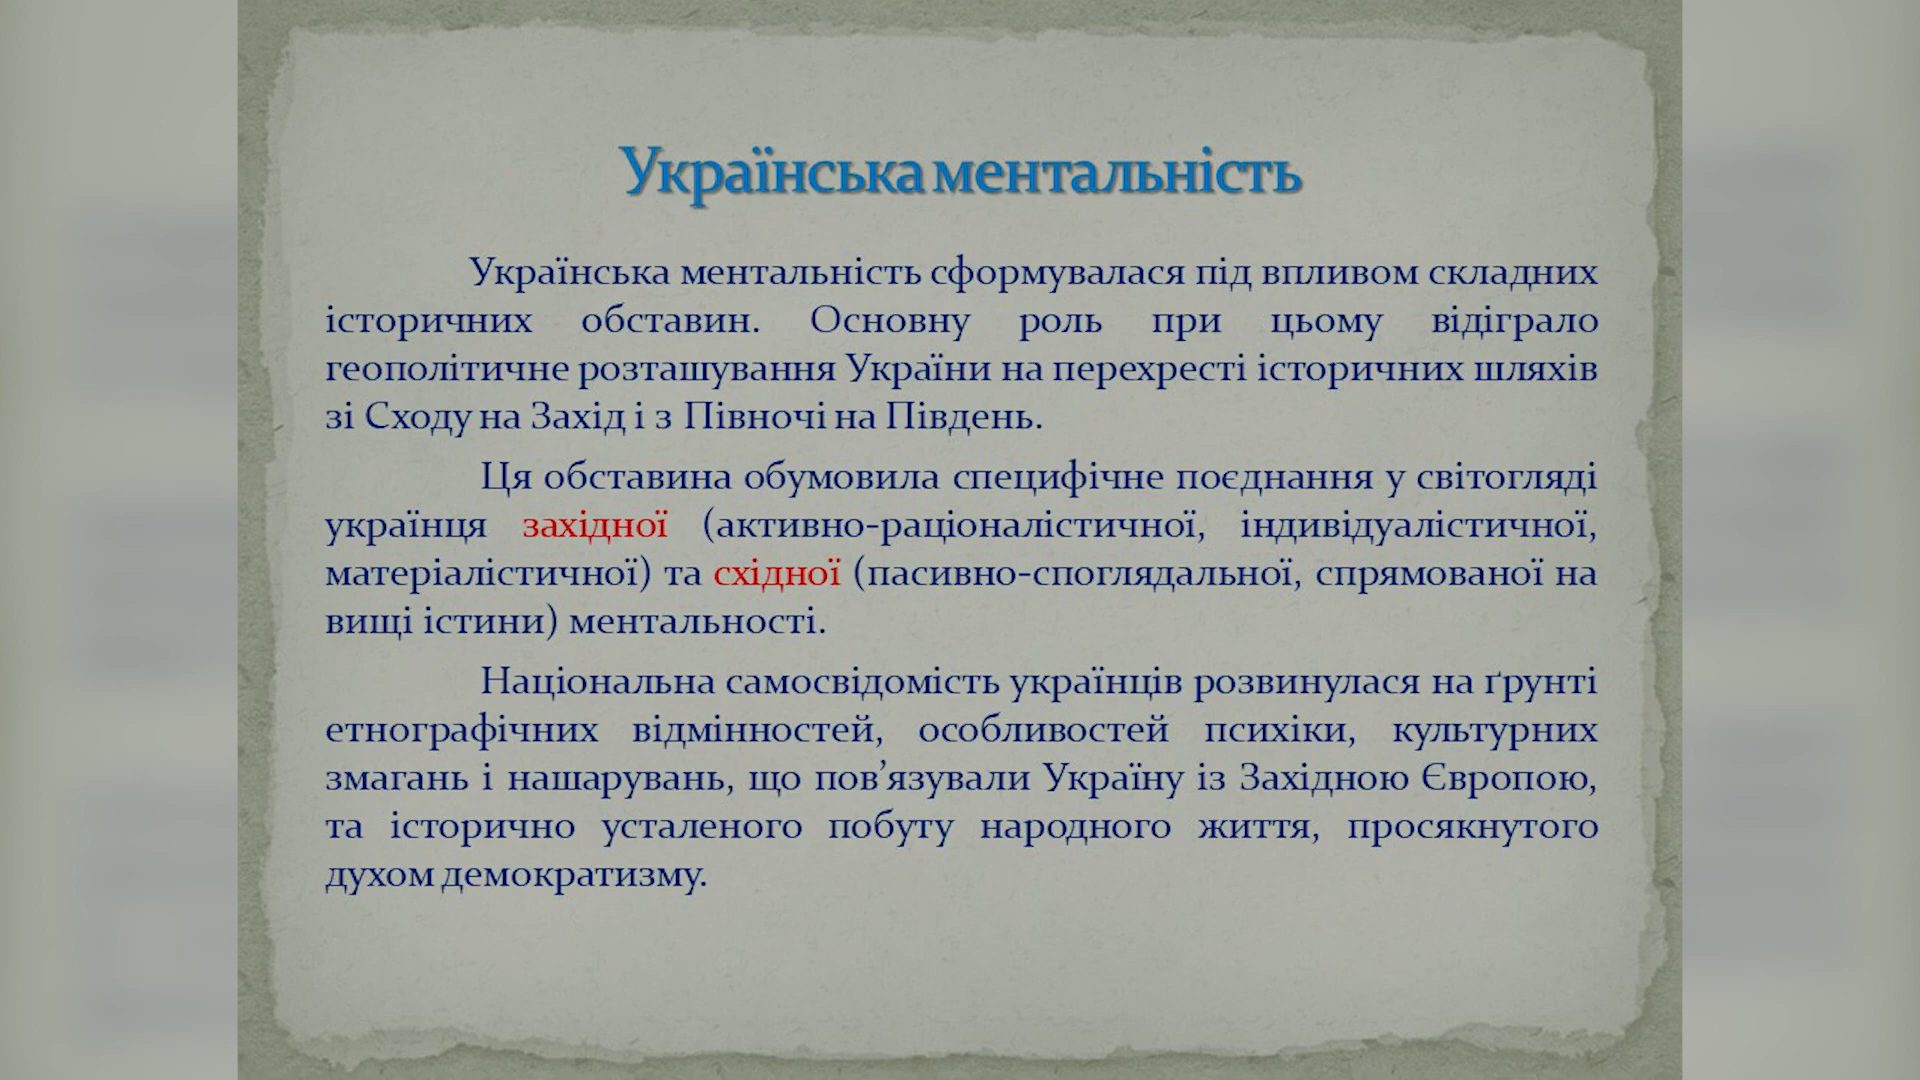 Українська ментальність
Українська ментальність сформувалася під впливом складних
історичних обставин. Основну роль при цьому відіграло
геополітичне розташування України на перехресті історичних шляхів
зі Сходу на Захід і з Півночі на Південь.
Ця обставина обумовила специфічне поєднання у світогляді
українця західної (активно-раціоналістичної, індивідуалістичної,
матеріалістичної) та східної (пасивно-споглядальної, спрямованої на
вищі істини) ментальності.
Національна самосвідомість українців розвинулася на ґрунті
етнографічних відмінностей, особливостей психіки, культурних
змагань і нашарувань, що пов’язували Україну із Західною Європою,
та історично усталеного побуту народного життя, просякнутого
духом демократизму.